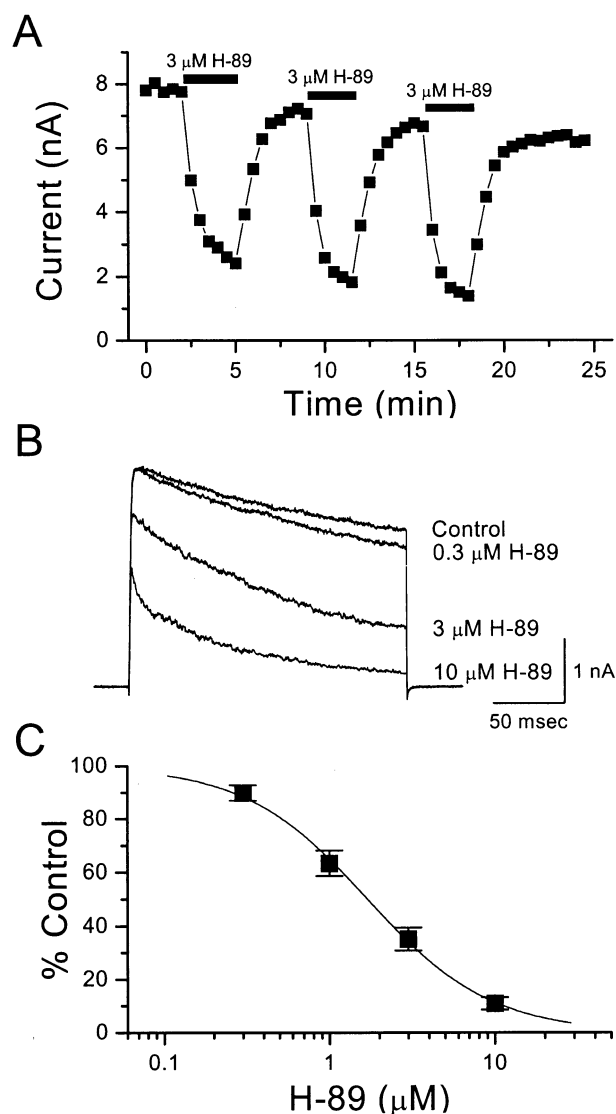 A
3 μM H-89
3 μM H-89
3 μM H-89
8
6
4
2
0
Current (nA)
0 5 10 15 20 25
Time (min)
B
Control
0.3 μM H-89
3 μM H-89
10 μM H-89
1 nA
50 msec
C
100
80
60
40
20
0
% Control
0.1 1 10
H-89 (μM)